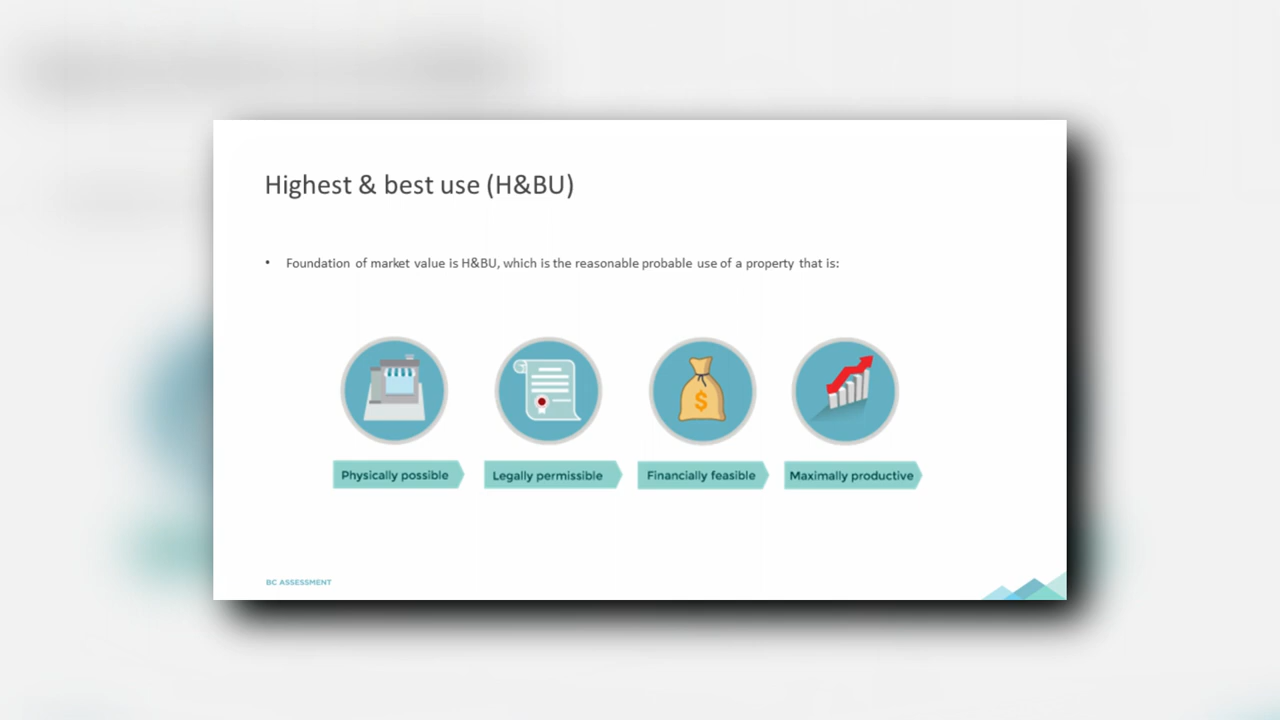 Highest & best use (H&BU)
• Foundation of market value is H&BU, which is the reasonable probable use of a property that is:
$
Physically possible
Legally permissible
Financially feasible
Maximally productive
BC ASSESSMENT